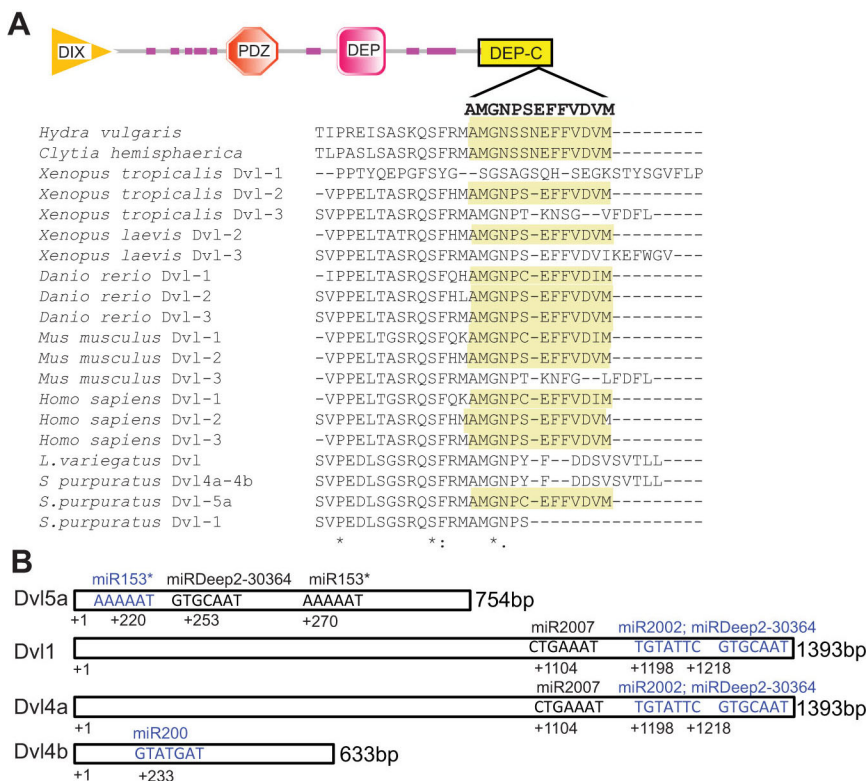 A
DIX PDZ DEP DEP-C
AMGNPSEFFVDVM
Hydra vulgaris TIPREISASKQSFRMAMGNSSNEFFVDVM---------
Clytia hemisphaerica TLPASLSASRQSFRMAMGNSSNEFFVDVM---------
Xenopus tropicalis Dvl-1 --PPTYQEPGFSYG--SGSAGSQH-SEGKSTYSGVFLP
Xenopus tropicalis Dvl-2 -VPPELTASRQSFHMAMGNPS-EFFVDVM---------
Xenopus tropicalis Dvl-3 SVPPELTASRQSFRMAMGNPT-KNSG--VFDFL-----
Xenopus laevis Dvl-2 -VPPELTATRQSFHMAMGNPS-EFFVDVM---------
Xenopus laevis Dvl-3 SVPPELTASRQSFRMAMGNPS-EFFVDVIKEFWGV---
Danio rerio Dvl-1 -IPPELTASRQSFQHAMGNPC-EFFVDIM---------
Danio rerio Dvl-2 SVPPELTASRQSFHLAMGNPS-EFFVDVM---------
Danio rerio Dvl-3 SVPPELTASRQSFRMAMGNPS-EFFVDVM---------
Mus musculus Dvl-1 -VPPELTGSRQSFQKAMGNPC-EFFVDIM---------
Mus musculus Dvl-2 -VPPELTASRQSFHMAMGNPS-EFFVDVM---------
Mus musculus Dvl-3 SVPPELTASRQSFRMAMGNPT-KNFG--LFDFL-----
Homo sapiens Dvl-1 -VPPELTGSRQSFQKAMGNPC-EFFVDIM---------
Homo sapiens Dvl-2 -VPPELTASRQSFHMAMGNPS-EFFVDVM---------
Homo sapiens Dvl-3 -VPPELTASRQSFRMAMGNPS-EFFVDVM---------
L.variegatus Dvl SVPEDLSGSRQSFRMAMGNPY-F--DDSVSVTLL----
S purpuratus Dvl4a-4b SVPEDLSGSRQSFRMAMGNPY-F--DDSVSVTLL----
S.purpuratus Dvl-5a SVPEDLSGSRQSFRMAMGNPC-EFFVDVM---------
S.purpuratus Dvl-1 SVPEDLSGSRQSFRMAMGNPS-----------------
* *: *.
B
miR153* miRDeep2-30364 miR153*
Dvl5a AAAAAT GTGCAAT AAAAAT 754bp
+1 +220 +253 +270
miR2007 miR2002; miRDeep2-30364
Dvl1 CTGAAAT TGTATTC GTGCAAT 1393bp
+1 +1104 +1198 +1218
miR2007 miR2002; miRDeep2-30364
Dvl4a CTGAAAT TGTATTC GTGCAAT 1393bp
+1 +1104 +1198 +1218
miR200
Dvl4b GTATGAT 633bp
+1 +233